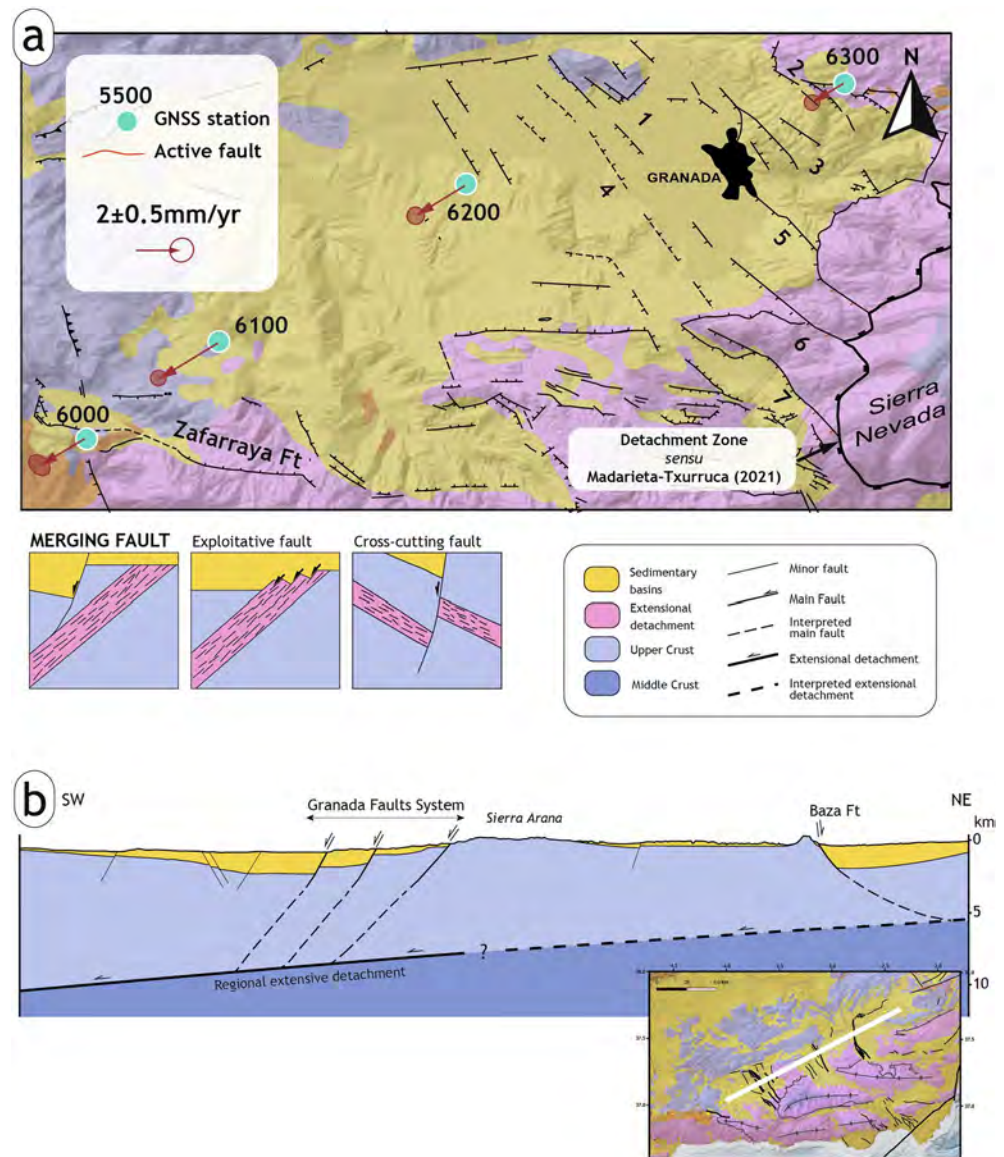 a
5500
GNSS station
Active fault
2±0.5mm/yr
6300
N
2
1
3
GRANADA
4
6200
5
6100
6
Sierra
Nevada
7
6000
Zafarraya Ft
Detachment Zone
sensu
Madarieta-Txurruca (2021)
MERGING FAULT
Exploitative fault
Cross-cutting fault
Sedimentary
basins
Extensional
detachment
Upper Crust
Middle Crust
Minor fault
Main Fault
Interpreted
main fault
Extensional detachment
Interpreted extensional
detachment
b
SW
NE
Granada Faults System
Sierra Arana
Baza Ft
km
0
5
10
?
Regional extensive detachment